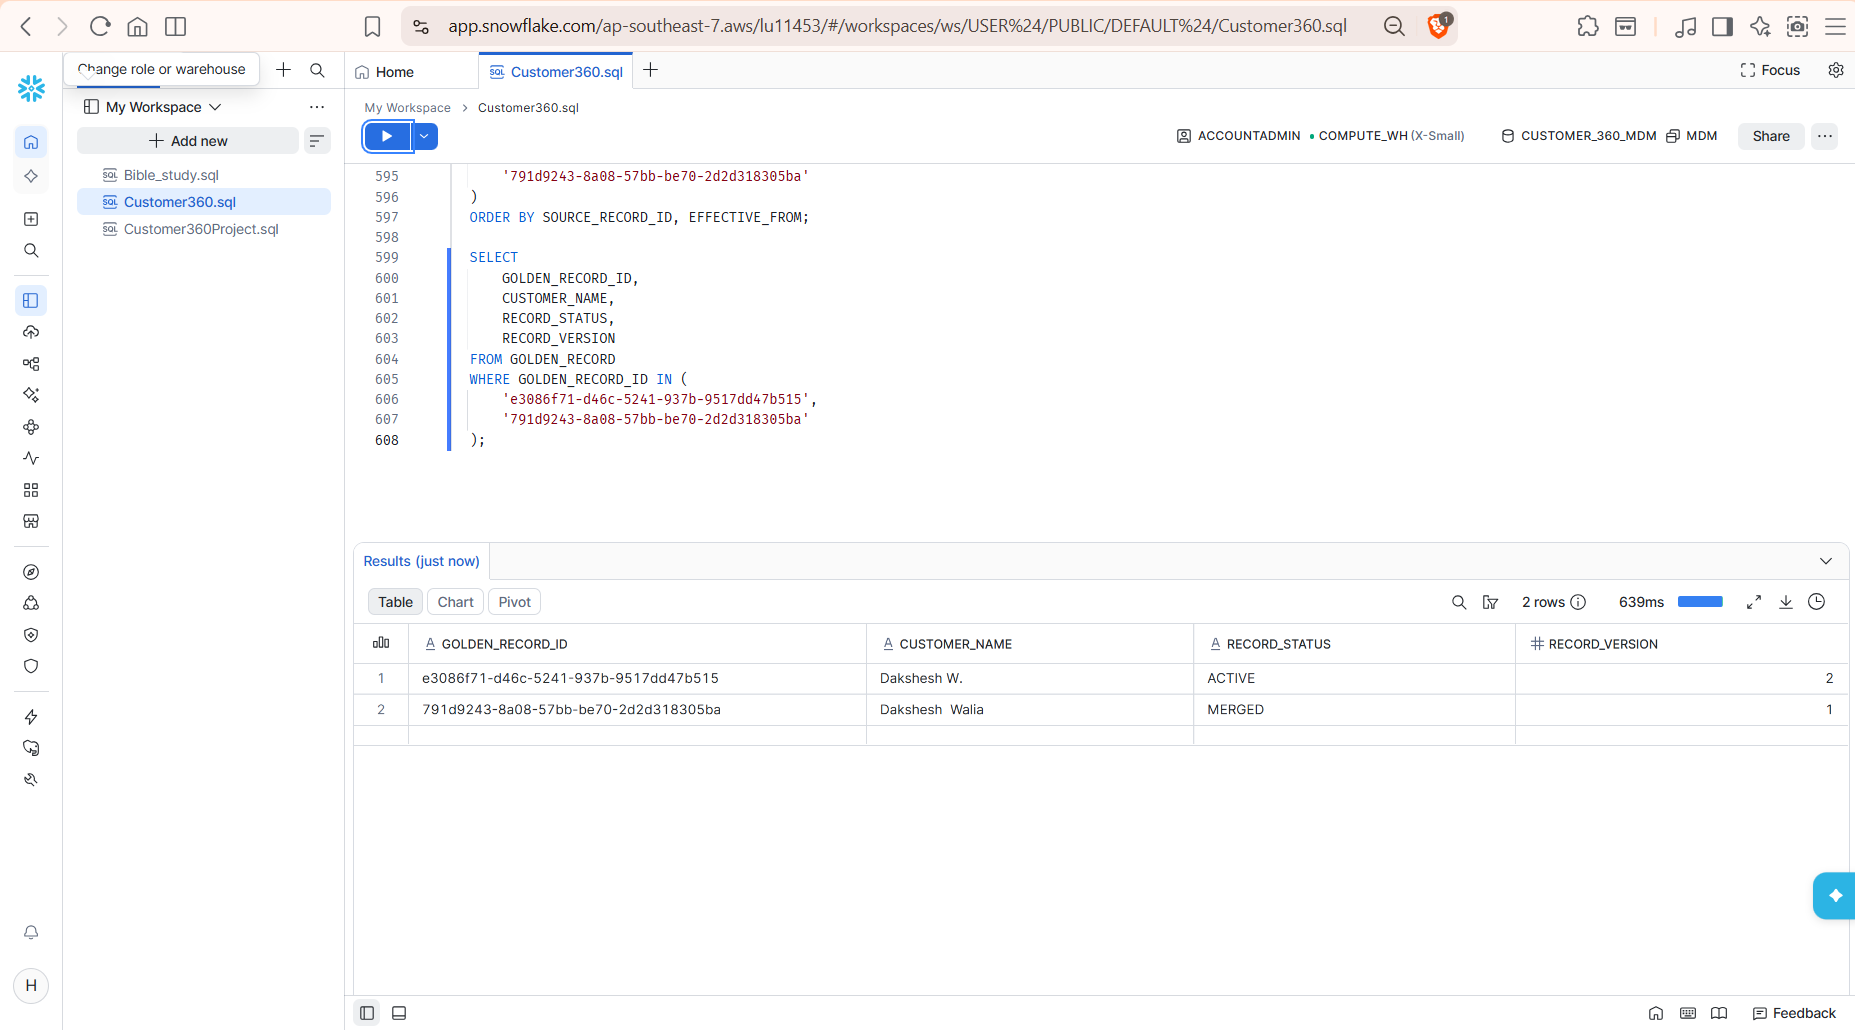 app.snowflake.com/ap-southeast-7.aws/lu11453/#/workspaces/ws/USER%24/PUBLIC/DEFAULT%24/Customer360.sql
1
Change role or warehouse
Home
SQL Customer360.sql
Focus
My Workspace
Add new
SQL Bible_study.sql
SQL Customer360.sql
SQL Customer360Project.sql
My Workspace > Customer360.sql
ACCOUNTADMIN COMPUTE_WH (X-Small) CUSTOMER_360_MDM MDM Share
595 '791d9243-8a08-57bb-be70-2d2d318305ba'
596 )
597 ORDER BY SOURCE_RECORD_ID, EFFECTIVE_FROM;
598
599 SELECT
600 GOLDEN_RECORD_ID,
601 CUSTOMER_NAME,
602 RECORD_STATUS,
603 RECORD_VERSION
604 FROM GOLDEN_RECORD
605 WHERE GOLDEN_RECORD_ID IN (
606 'e3086f71-d46c-5241-937b-9517dd47b515',
607 '791d9243-8a08-57bb-be70-2d2d318305ba'
608 );
Results (just now)
Table Chart Pivot 2 rows 639ms
A GOLDEN_RECORD_ID A CUSTOMER_NAME A RECORD_STATUS # RECORD_VERSION
1 e3086f71-d46c-5241-937b-9517dd47b515 Dakshesh W. ACTIVE 2
2 791d9243-8a08-57bb-be70-2d2d318305ba Dakshesh  Walia MERGED 1
H
Feedback